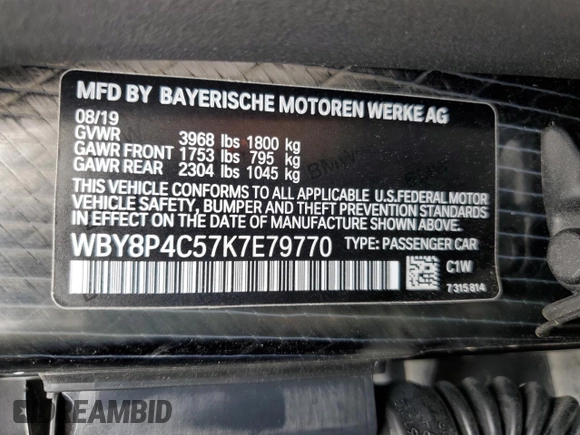 MFD BY BAYERISCHE MOTOREN WERKE AG
08/19
GVWR 3968 lbs 1800 kg
GAWR FRONT 1753 lbs 795 kg
GAWR REAR 2304 lbs 1045 kg
THIS VEHICLE CONFORMS TO ALL APPLICABLE U.S.FEDERAL MOTOR
VEHICLE SAFETY, BUMPER AND THEFT PREVENTION STANDARDS
IN EFFECT ON THE DATE OF MANUFACTURE SHOWN ABOVE.
WBY8P4C57K7E79770 TYPE: PASSENGER CAR
C1W
7315814
DREAMBID